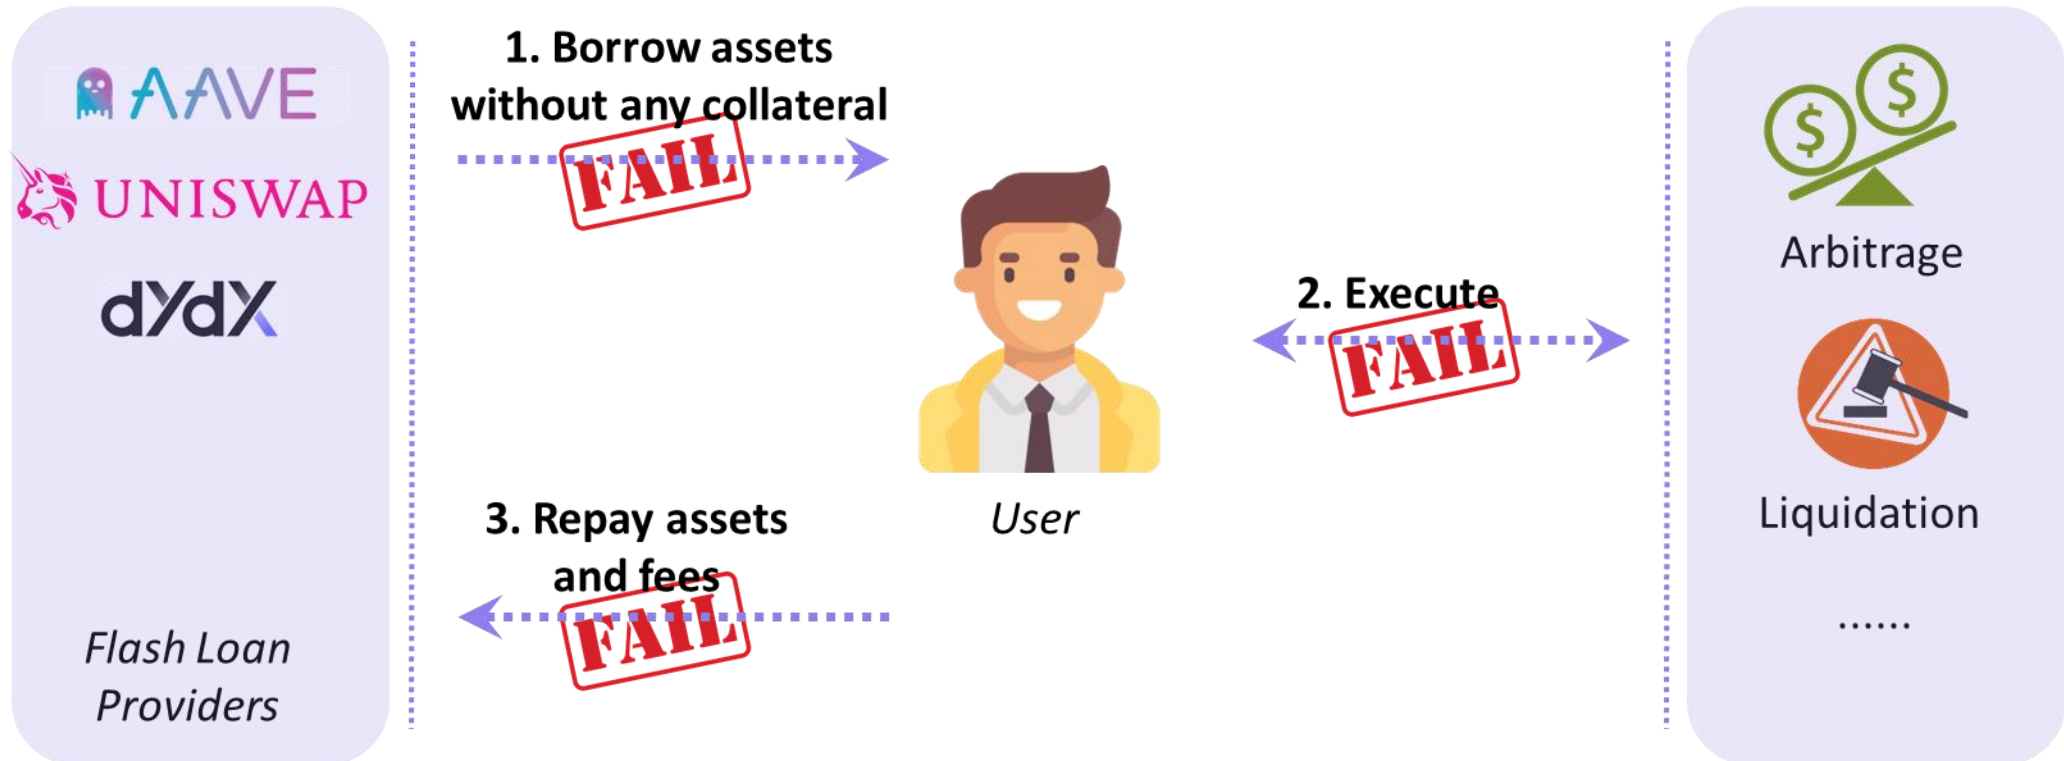 AAVE
UNISWAP
dYdX
Flash Loan
Providers
1. Borrow assets
without any collateral
FAIL
3. Repay assets
and fees
FAIL
User
2. Execute
FAIL
$
$
Arbitrage
Liquidation
......